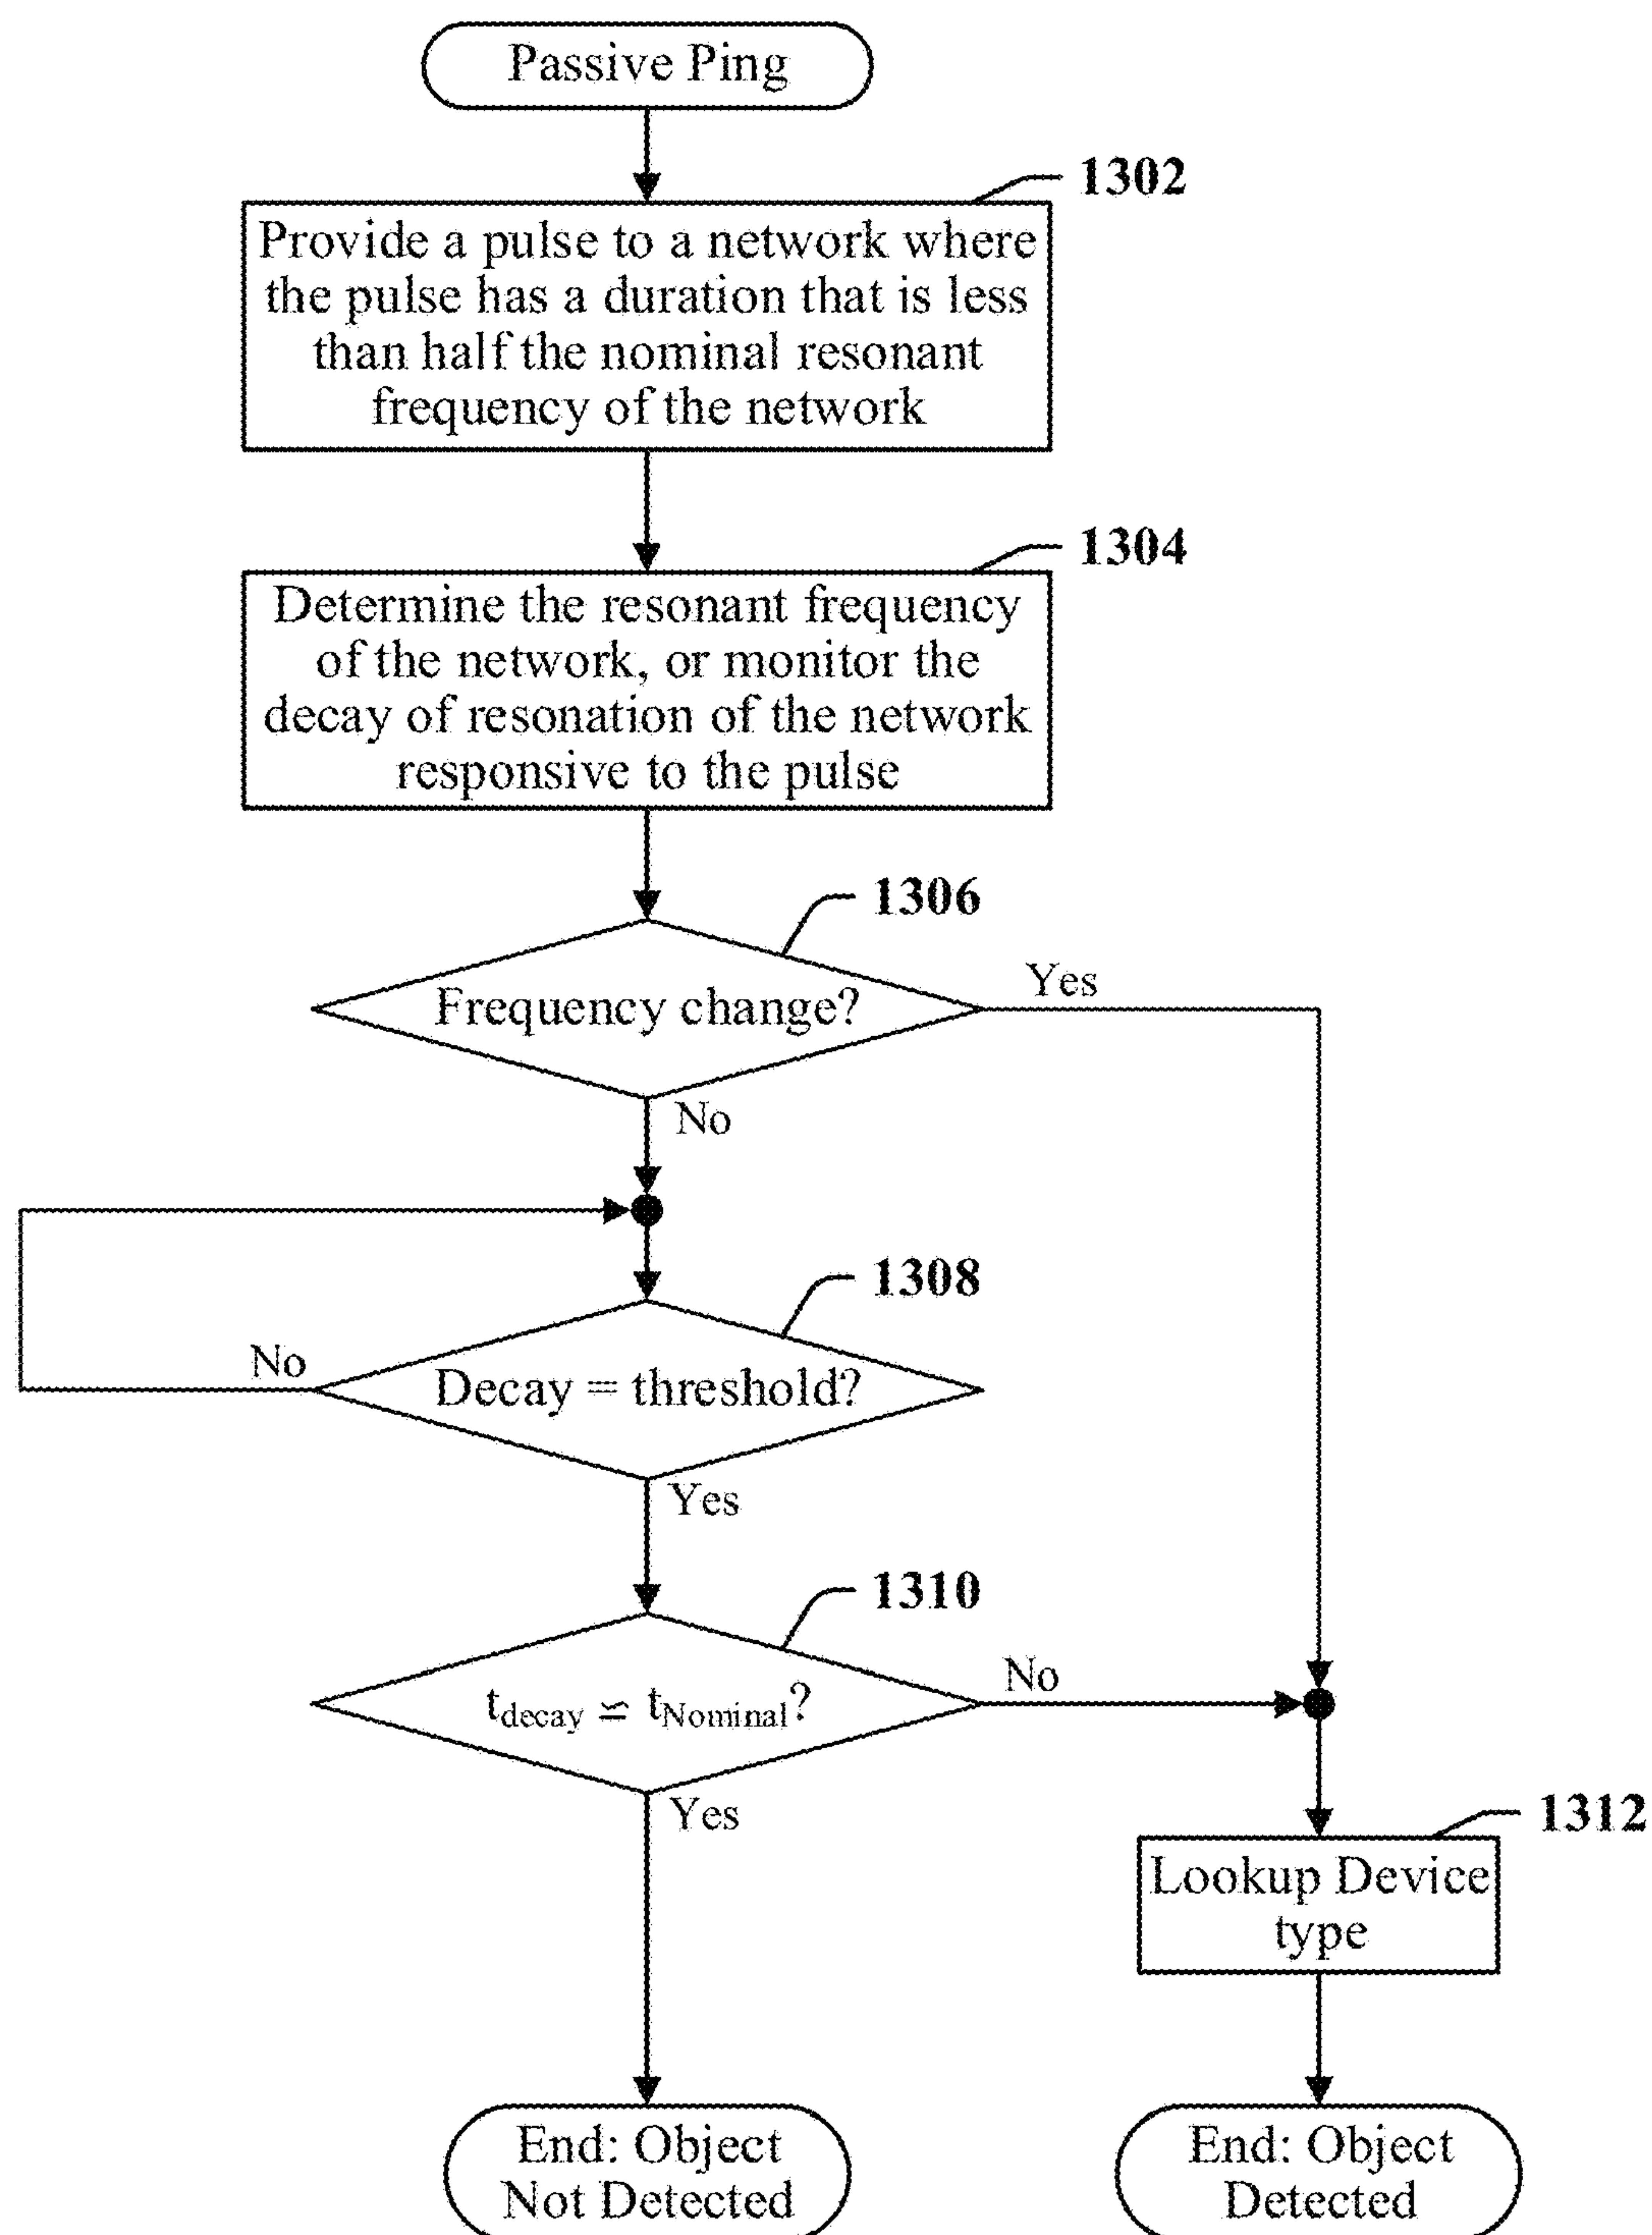 Passive Ping
1302
Provide a pulse to a network where
the pulse has a duration that is less
than half the nominal resonant
frequency of the network
1304
Determine the resonant frequency
of the network, or monitor the
decay of resonation of the network
responsive to the pulse
1306
Frequency change?
Yes
No
1308
Decay = threshold?
No
Yes
1310
tdecay ≌ tNominal?
No
Yes
1312
Lookup Device
type
End: Object
Not Detected
End: Object
Detected